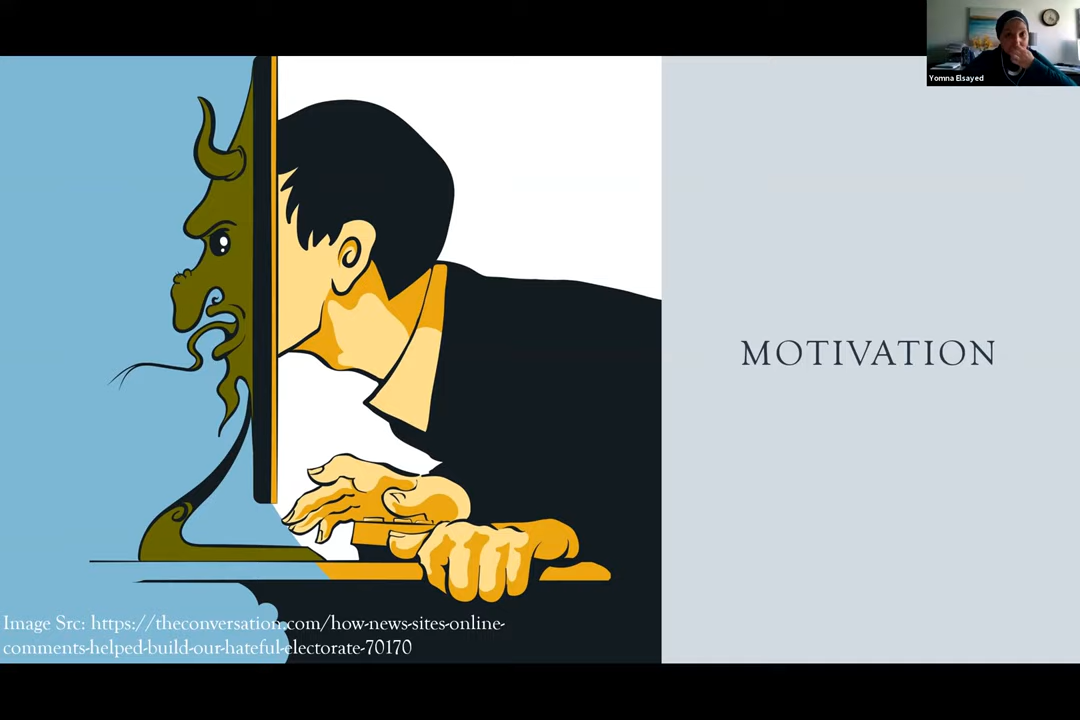 Yomna Elsayed
MOTIVATION
Image Src: https://theconversation.com/how-news-sites-online-
comments-helped-build-our-hateful-electorate-70170